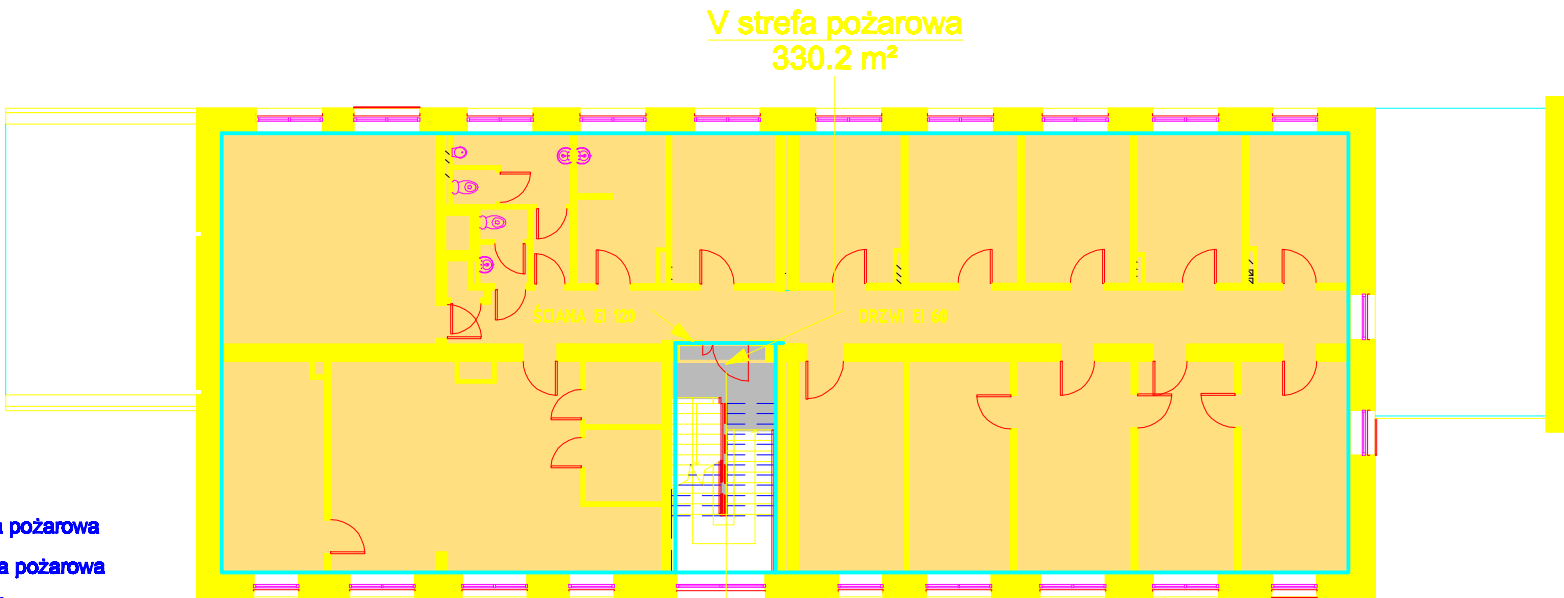 V strefa pożarowa
330.2 m²
ŚCIANA EI 120
DRZWI EI 60
pożarowa
pożarowa